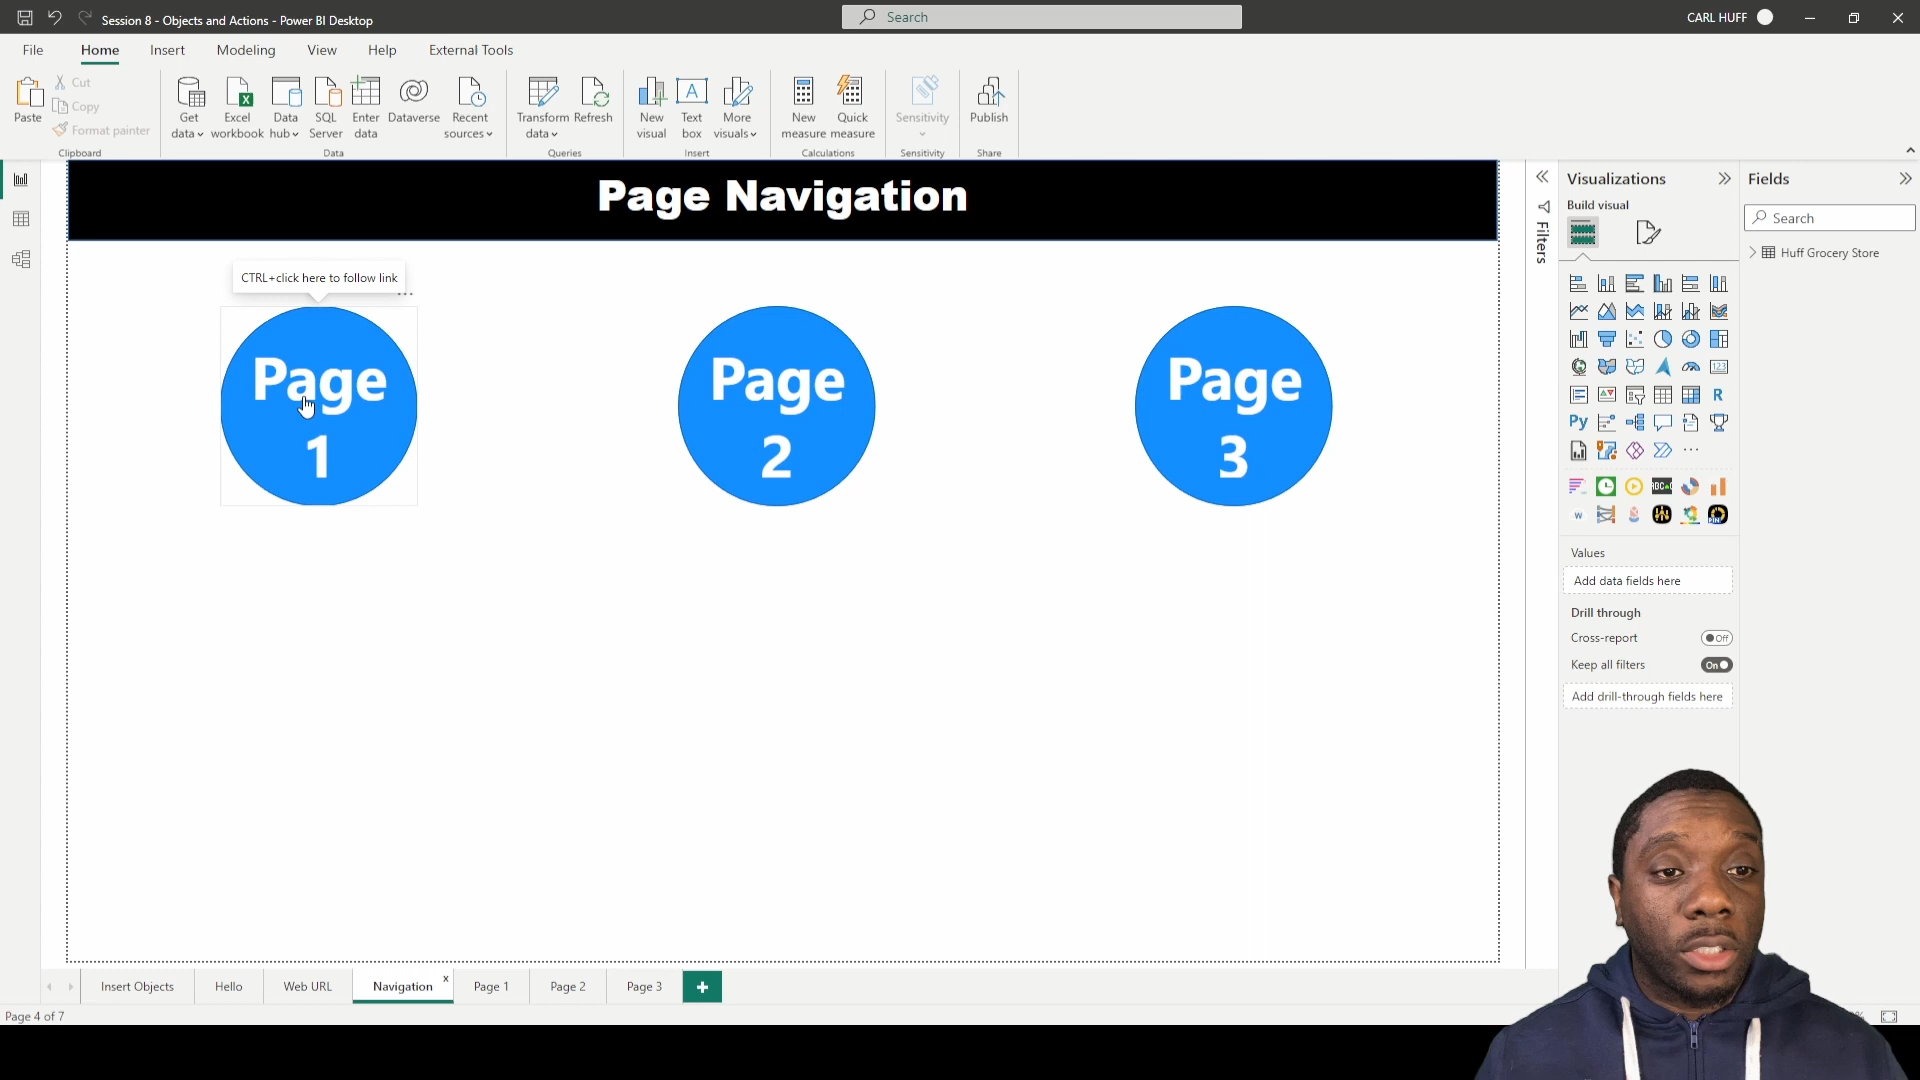 Session 8 - Objects and Actions - Power BI Desktop
Search
CARL HUFF
File Home Insert Modeling View Help External Tools
Paste
Cut
Copy
Format painter
Clipboard
Get data
Excel workbook
Data hub
SQL Server
Enter data
Dataverse
Recent sources
Data
Transform data
Refresh
Queries
New visual
Text box
More visuals
Insert
New measure
Quick measure
Calculations
Sensitivity
Sensitivity
Publish
Share
Page Navigation
CTRL+click here to follow link
Page
1
Page
2
Page
3
Filters
Visualizations
Build visual
123
R
Py
Values
Add data fields here
Drill through
Cross-report
Off
Keep all filters
On
Add drill-through fields here
Fields
Search
Huff Grocery Store
Insert Objects Hello Web URL Navigation x Page 1 Page 2 Page 3 +
Page 4 of 7